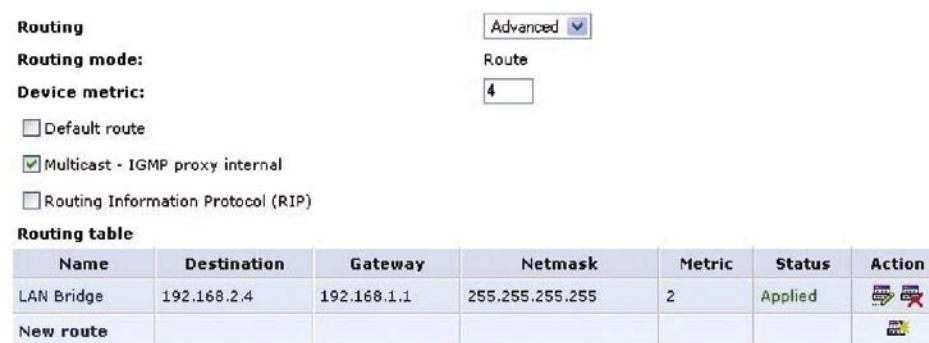 Routing Advanced
Routing mode: Route
Device metric: 4
Default route
Multicast - IGMP proxy internal
Routing Information Protocol (RIP)
Routing table
Name Destination Gateway Netmask Metric Status Action
LAN Bridge 192.168.2.4 192.168.1.1 255.255.255.255 2 Applied
New route